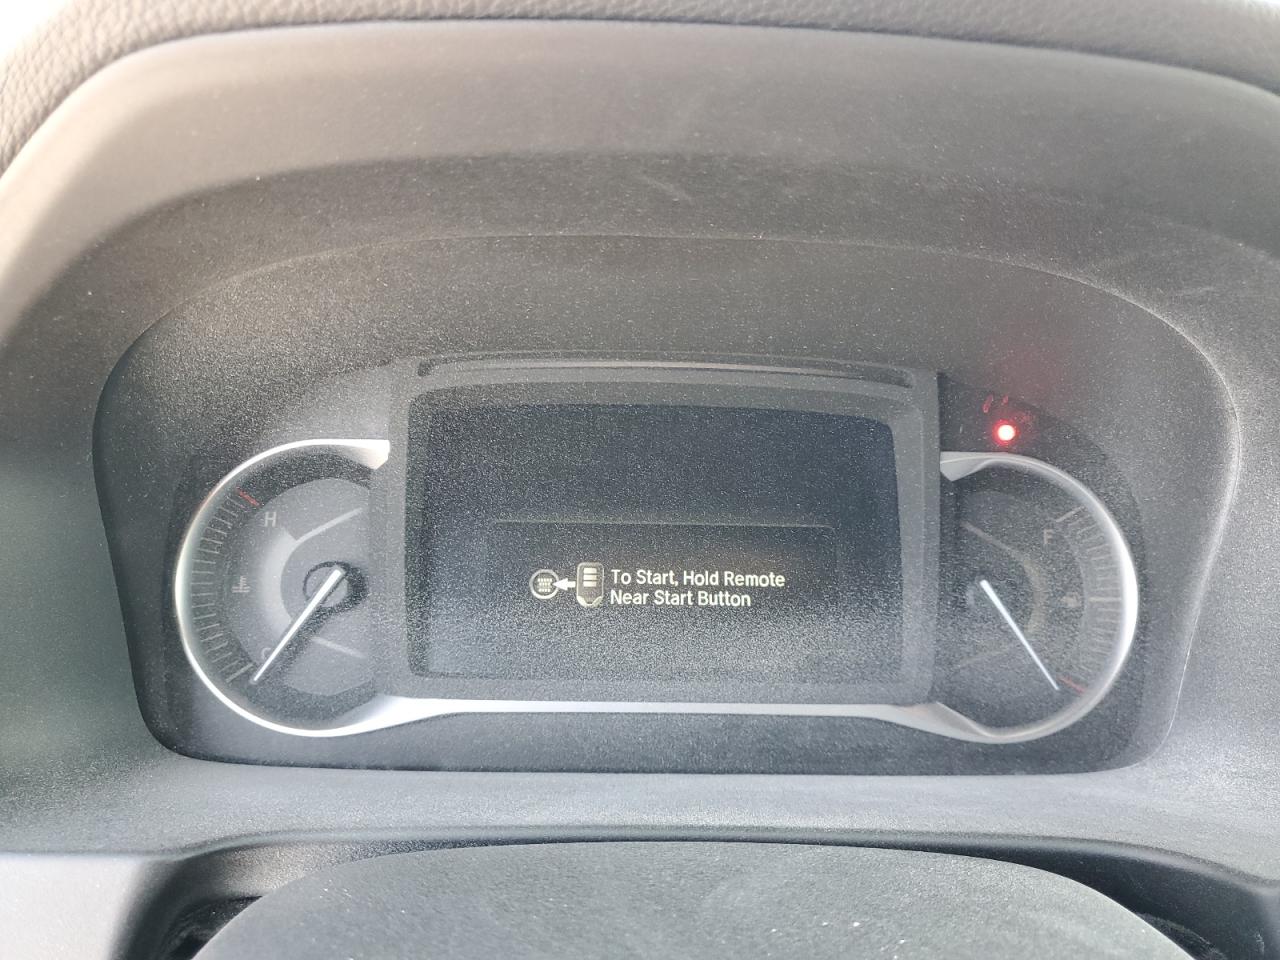 H
F
To Start, Hold Remote
Near Start Button
C